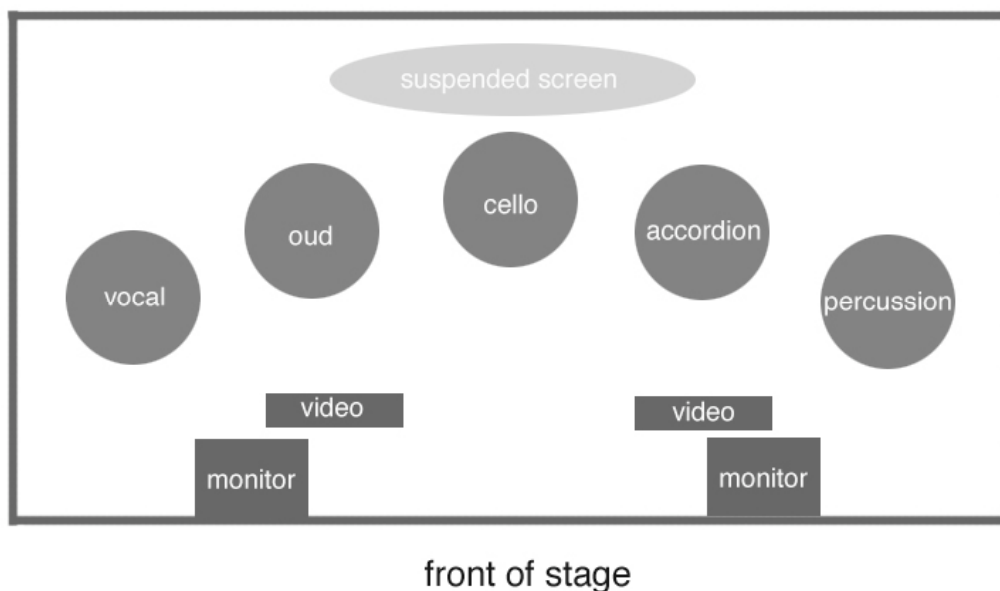 suspended screen
cello
oud
accordion
vocal
percussion
video
video
monitor
monitor
front of stage